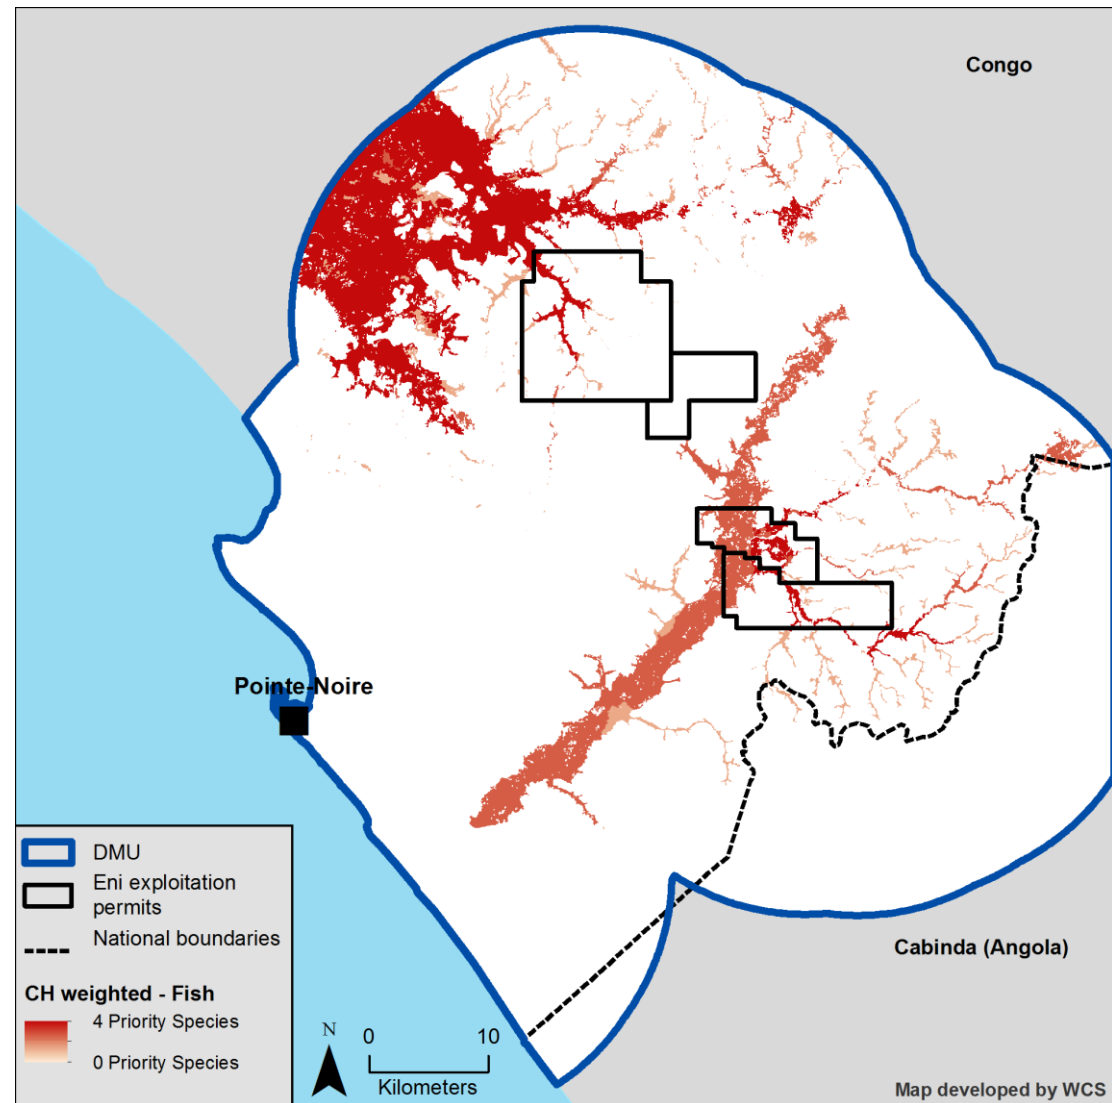 Congo
Pointe-Noire
DMU
Eni exploitation
permits
National boundaries
CH weighted - Fish
4 Priority Species
0 Priority Species
N
0 10
Kilometers
Cabinda (Angola)
Map developed by WCS